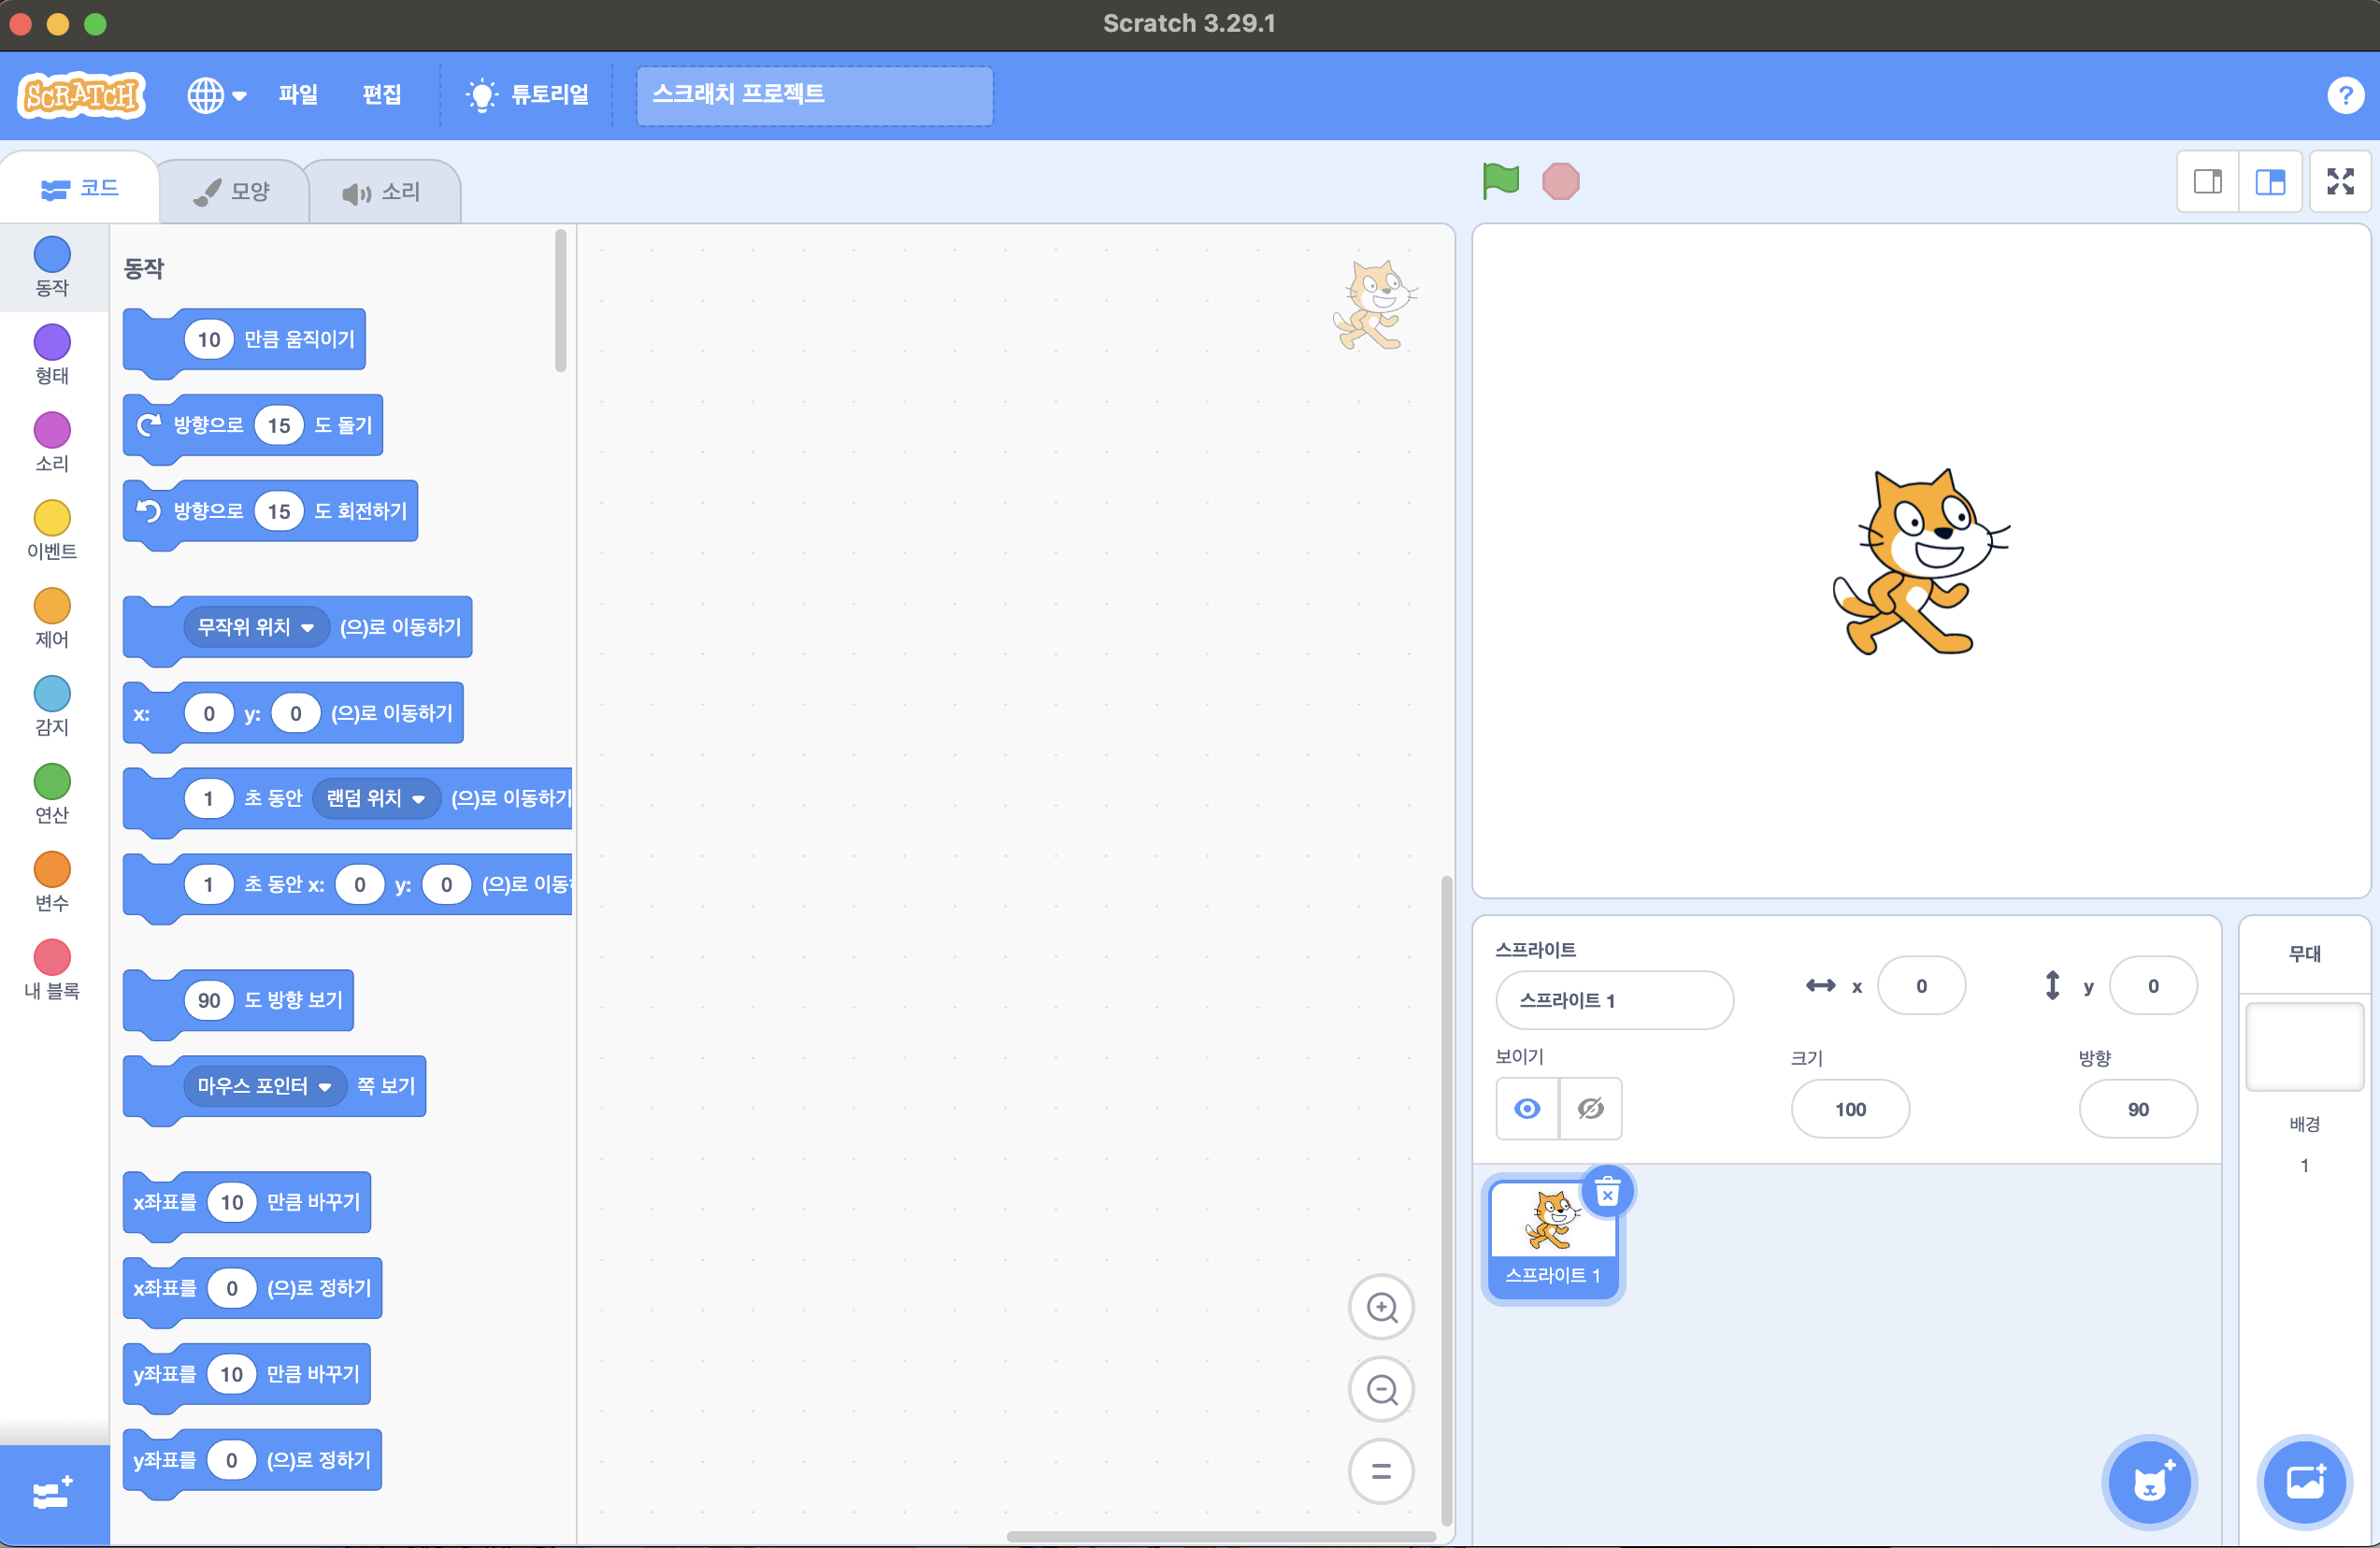 Scratch 3.29.1
SCRATCH 파일 편집 튜토리얼 스크래치 프로젝트 ?
코드 모양 소리
동작
형태
소리
이벤트
제어
감지
연산
변수
내 블록
동작
10 만큼 움직이기
방향으로 15 도 돌기
방향으로 15 도 회전하기
무작위 위치 (으)로 이동하기
x: 0 y: 0 (으)로 이동하기
1 초 동안 랜덤 위치 (으)로 이동하기
1 초 동안 x: 0 y: 0 (으)로 이동
90 도 방향 보기
마우스 포인터 쪽 보기
x좌표를 10 만큼 바꾸기
x좌표를 0 (으)로 정하기
y좌표를 10 만큼 바꾸기
y좌표를 0 (으)로 정하기
스프라이트
스프라이트 1
x 0 y 0
보이기 크기 방향
100 90
스프라이트 1
무대
배경
1